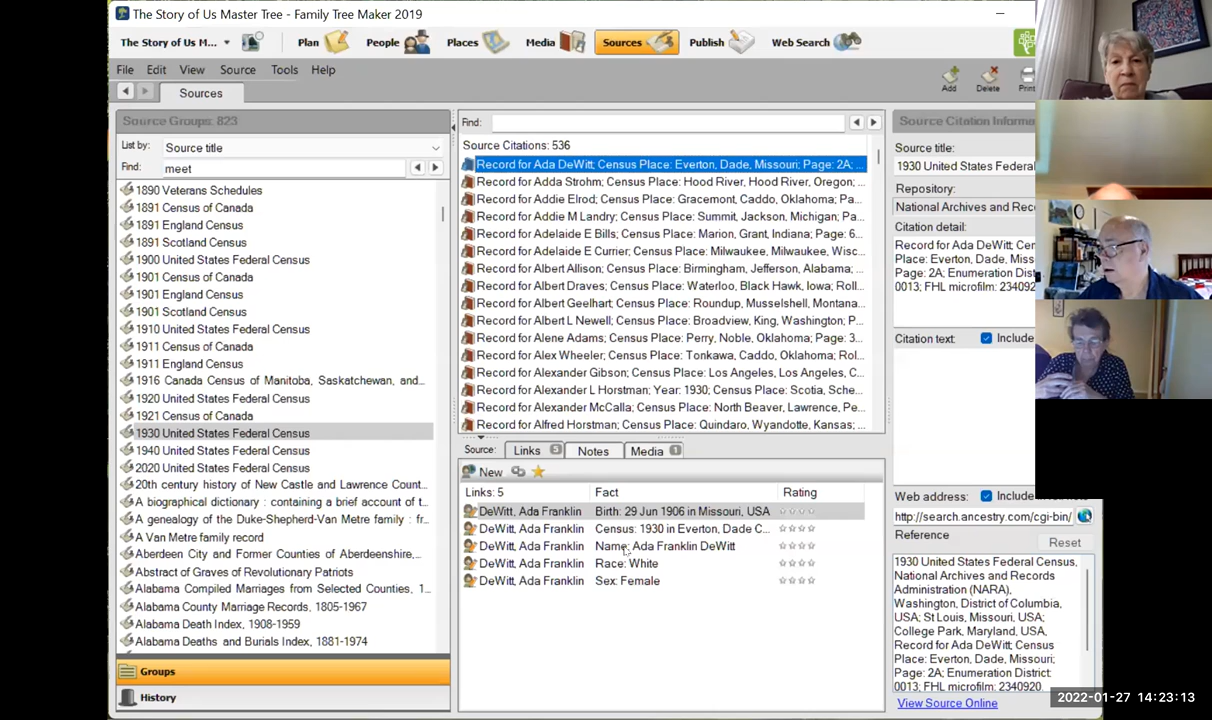 The Story of Us Master Tree - Family Tree Maker 2019
The Story of Us M...
Plan
People
Places
Media
Sources
Publish
Web Search
File Edit View Source Tools Help
Add Delete Prin
Sources
Source Groups: 823
List by: Source title
Find: meet
1890 Veterans Schedules
1891 Census of Canada
1891 England Census
1891 Scotland Census
1900 United States Federal Census
1901 Census of Canada
1901 England Census
1901 Scotland Census
1910 United States Federal Census
1911 Census of Canada
1911 England Census
1916 Canada Census of Manitoba, Saskatchewan, and...
1920 United States Federal Census
1921 Census of Canada
1930 United States Federal Census
1940 United States Federal Census
2020 United States Federal Census
20th century history of New Castle and Lawrence Count...
A biographical dictionary : containing a brief account of t...
A genealogy of the Duke-Shepherd-Van Metre family : fr...
A Van Metre family record
Aberdeen City and Former Counties of Aberdeenshire,...
Abstract of Graves of Revolutionary Patriots
Alabama Compiled Marriages from Selected Counties, 1...
Alabama County Marriage Records, 1805-1967
Alabama Death Index, 1908-1959
Alabama Deaths and Burials Index, 1881-1974
Groups
History
Find:
Source Citations: 536
Record for Ada DeWitt; Census Place: Everton, Dade, Missouri; Page: 2A; ...
Record for Adda Strohm; Census Place: Hood River, Hood River, Oregon; ...
Record for Addie Elrod; Census Place: Gracemont, Caddo, Oklahoma; Pa...
Record for Addie M Landry; Census Place: Summit, Jackson, Michigan; Pa...
Record for Adelaide E Bills; Census Place: Marion, Grant, Indiana; Page: 6...
Record for Adelaide E Currier; Census Place: Milwaukee, Milwaukee, Wisc...
Record for Albert Allison; Census Place: Birmingham, Jefferson, Alabama; ...
Record for Albert Draves; Census Place: Waterloo, Black Hawk, Iowa; Roll...
Record for Albert Geelhart; Census Place: Roundup, Musselshell, Montana...
Record for Albert L Newell; Census Place: Broadview, King, Washington; P...
Record for Alene Adams; Census Place: Perry, Noble, Oklahoma; Page: 3...
Record for Alex Wheeler; Census Place: Tonkawa, Caddo, Oklahoma; Rol...
Record for Alexander Gibson; Census Place: Los Angeles, Los Angeles, C...
Record for Alexander L Horstman; Year: 1930; Census Place: Scotia, Sche...
Record for Alexander McCalla; Census Place: North Beaver, Lawrence, Pe...
Record for Alfred Horstman; Census Place: Quindaro, Wyandotte, Kansas; ...
Source: Links 5 Notes Media 1
New
Links: 5 Fact Rating
DeWitt, Ada Franklin Birth: 29 Jun 1906 in Missouri, USA
DeWitt, Ada Franklin Census: 1930 in Everton, Dade C...
DeWitt, Ada Franklin Name: Ada Franklin DeWitt
DeWitt, Ada Franklin Race: White
DeWitt, Ada Franklin Sex: Female
Source Citation Informa
Source title:
1930 United States Federa
Repository:
National Archives and Reco
Citation detail:
Record for Ada DeWitt; Cer
Place: Everton, Dade, Miss
Page: 2A; Enumeration Dist
0013; FHL microfilm: 234092
Citation text: Include
Web address: Include
http://search.ancestry.com/cgi-bin/
Reference
Reset
1930 United States Federal Census,
National Archives and Records
Administration (NARA),
Washington, District of Columbia,
USA; St Louis, Missouri, USA;
College Park, Maryland, USA,
Record for Ada DeWitt; Census
Place: Everton, Dade, Missouri;
Page: 2A; Enumeration District:
0013; FHL microfilm: 2340920.
View Source Online
2022-01-27 14:23:13